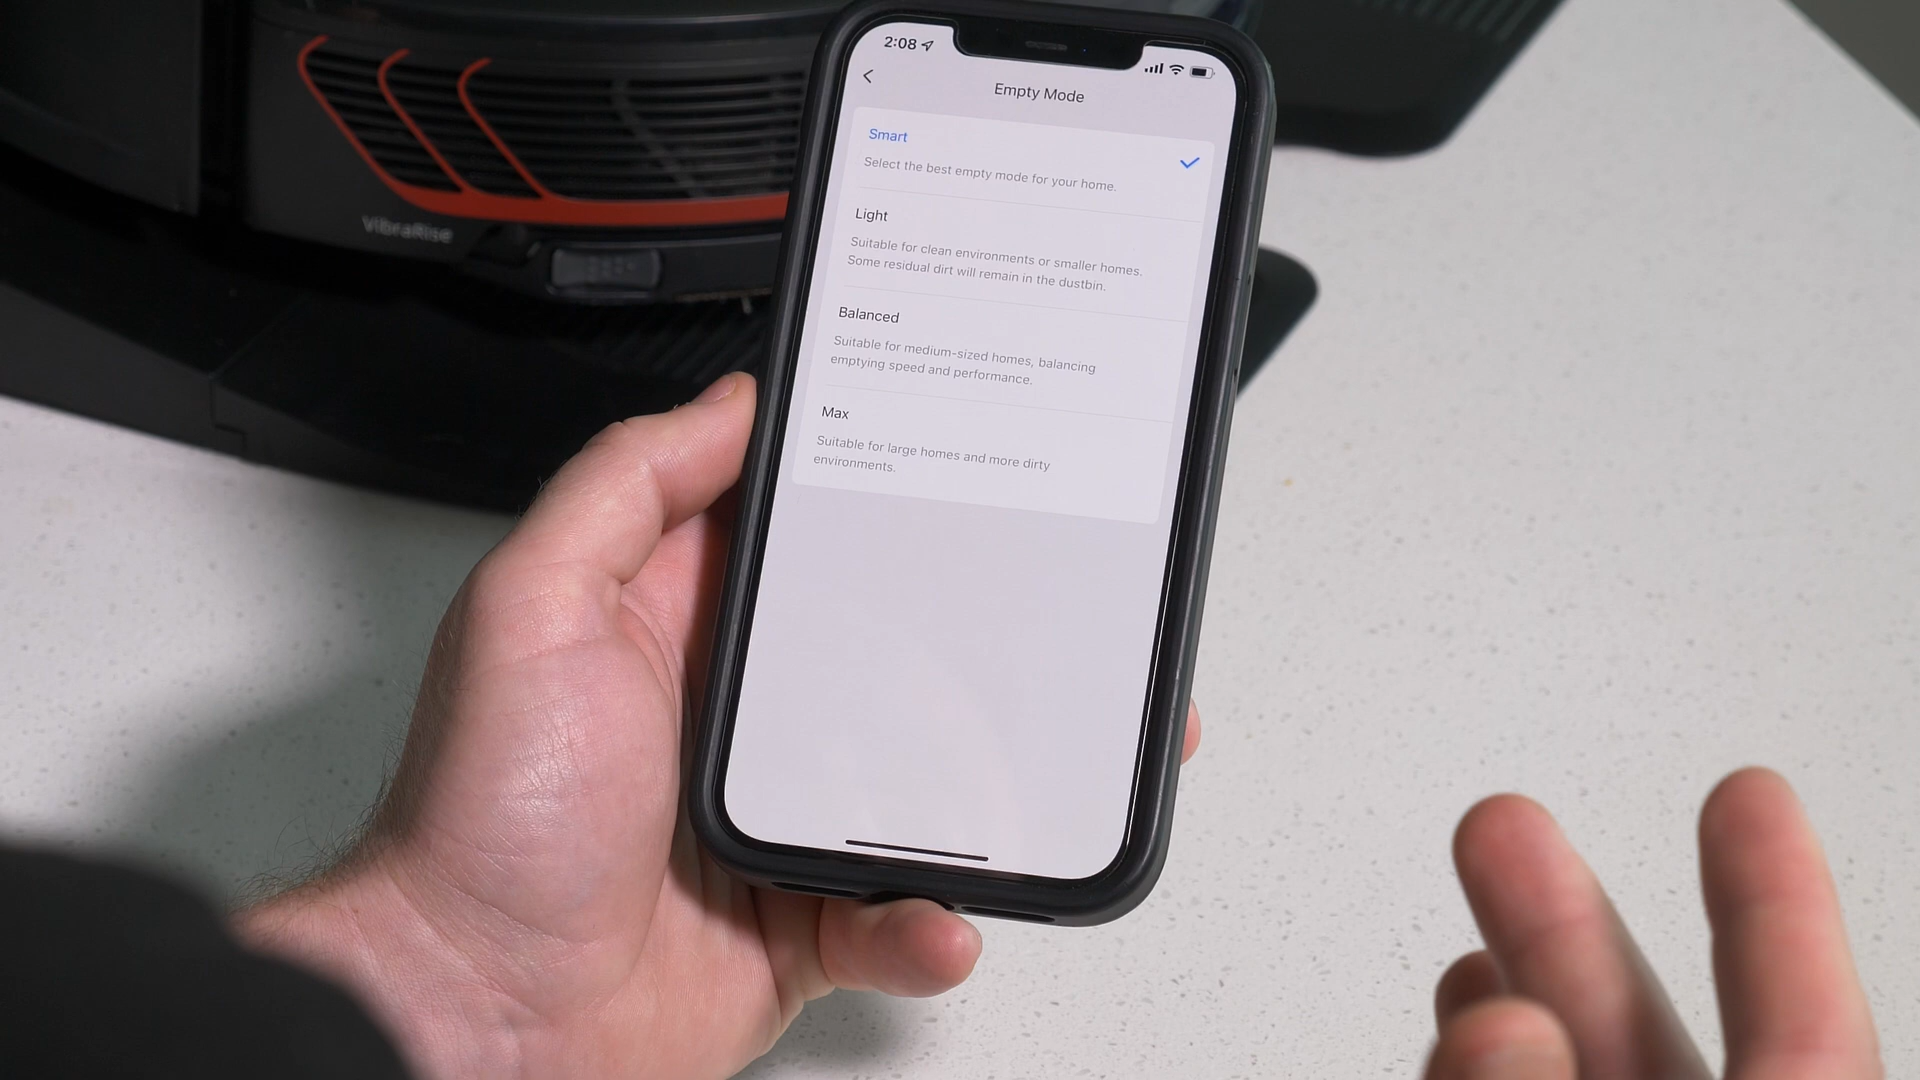 2:08
Empty Mode
Smart
Select the best empty mode for your home.
Light
Suitable for clean environments or smaller homes.
Some residual dirt will remain in the dustbin.
Balanced
Suitable for medium-sized homes, balancing
emptying speed and performance.
Max
Suitable for large homes and more dirty
environments.
VibraRise